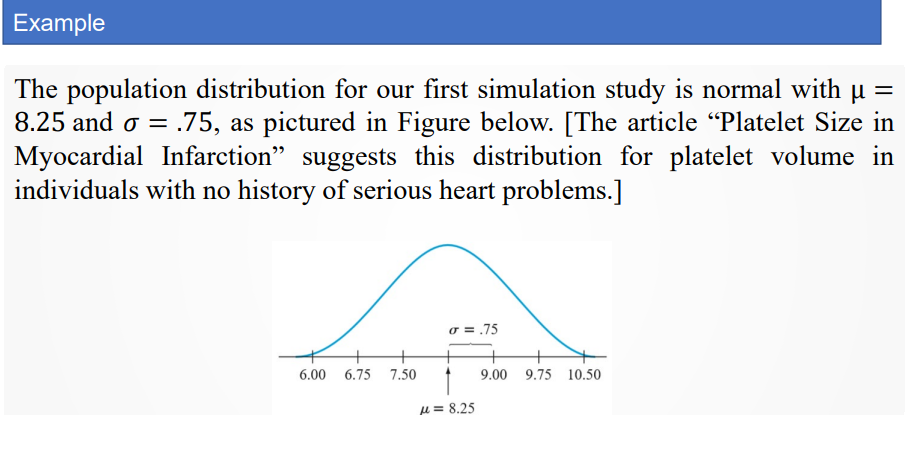 Example
The population distribution for our first simulation study is normal with μ =
8.25 and σ = .75, as pictured in Figure below. [The article “Platelet Size in
Myocardial Infarction” suggests this distribution for platelet volume in
individuals with no history of serious heart problems.]
σ = .75
6.00 6.75 7.50 9.00 9.75 10.50
μ = 8.25